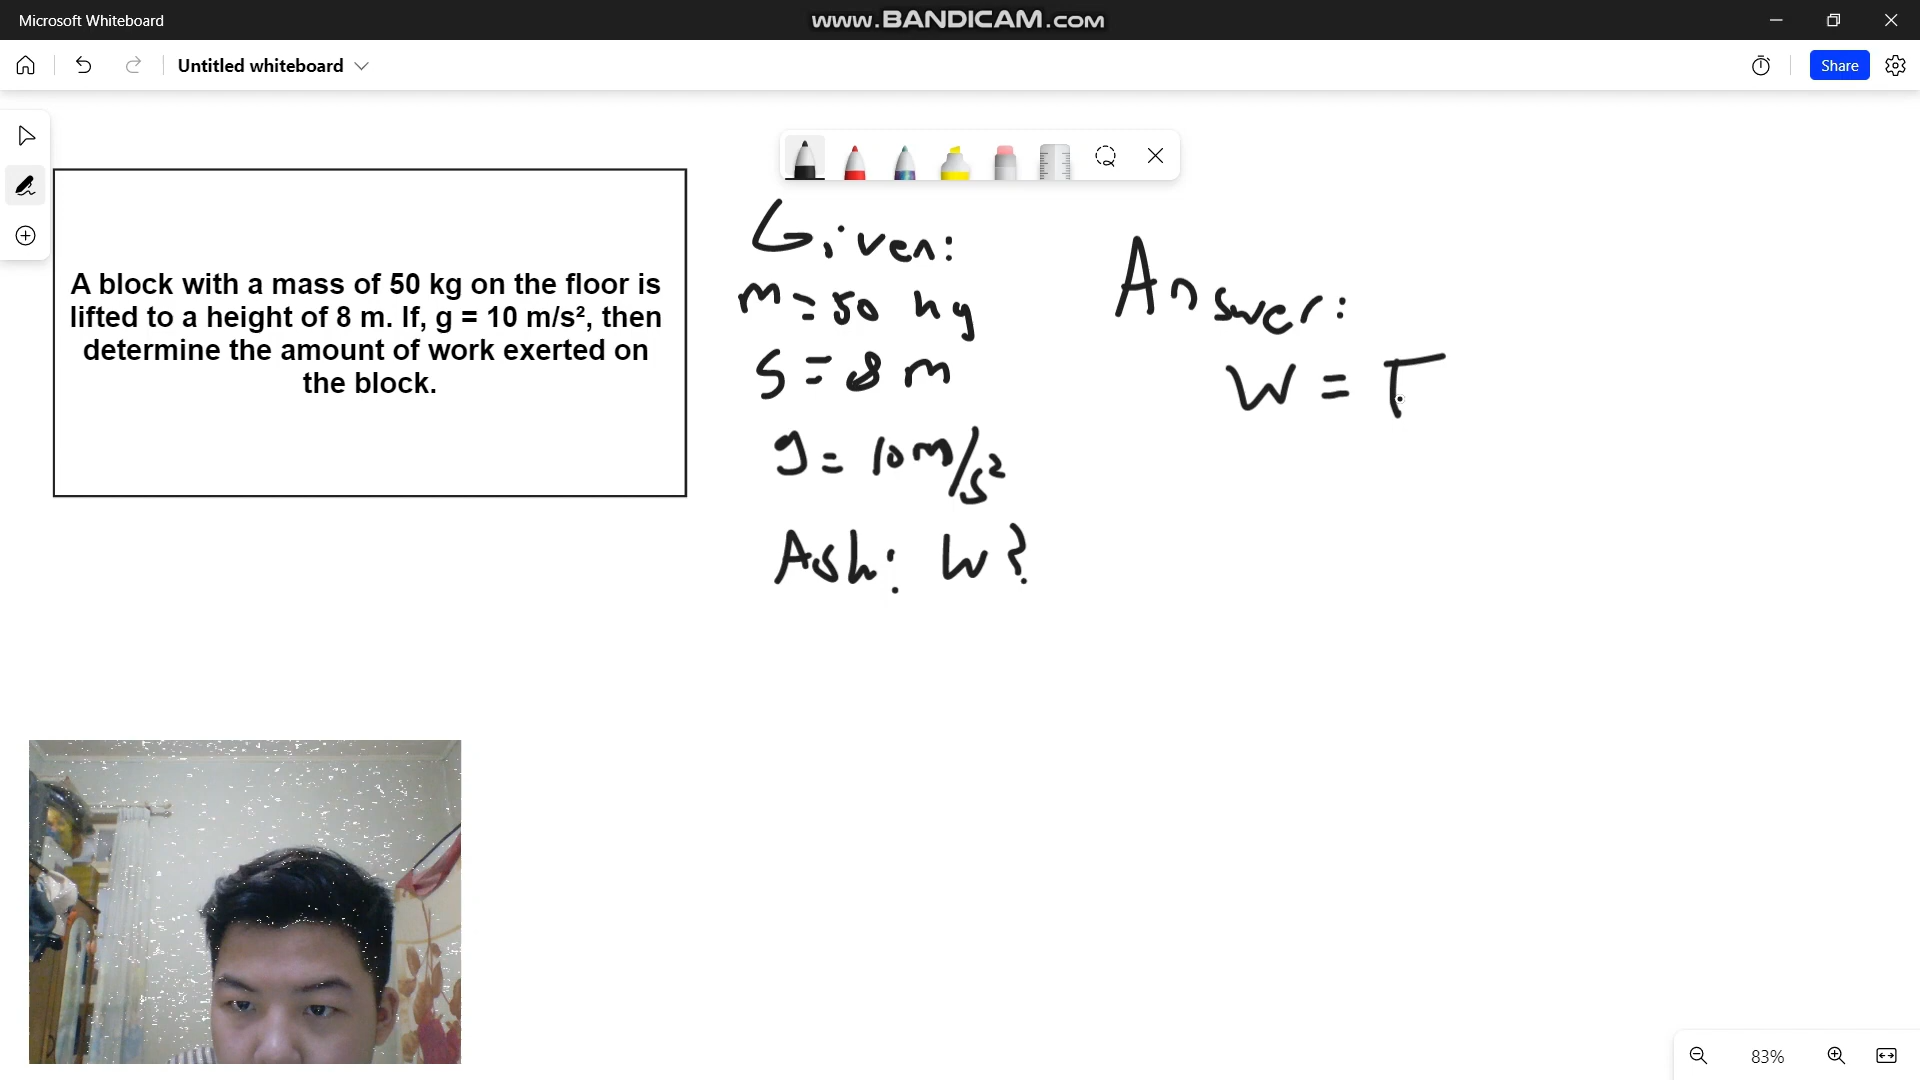 Microsoft Whiteboard
www.BANDICAM.com
Untitled whiteboard
Share
A block with a mass of 50 kg on the floor is
lifted to a height of 8 m. If, g = 10 m/s², then
determine the amount of work exerted on
the block.
Given:
m = 50 kg
s = 8 m
g = 10 m/s²
Ask: W?
Answer:
W = F
83%